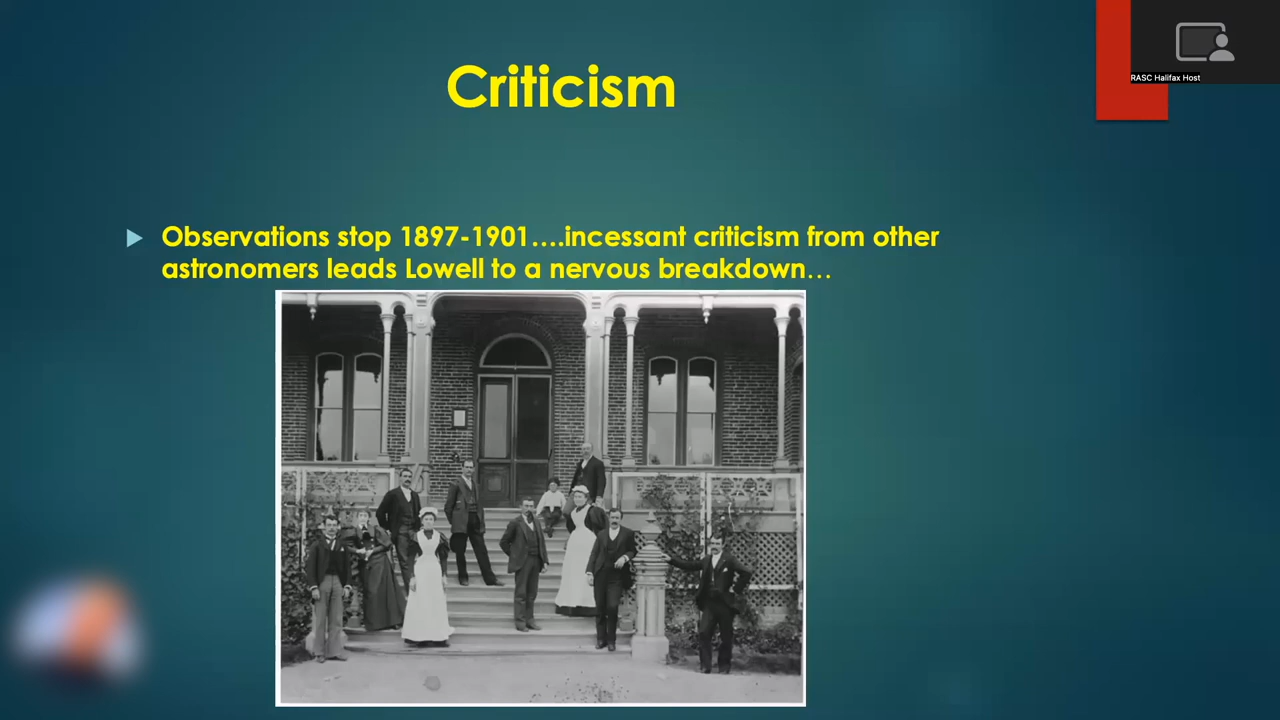 RASC Halifax Host
Criticism
Observations stop 1897-1901….incessant criticism from other
astronomers leads Lowell to a nervous breakdown…